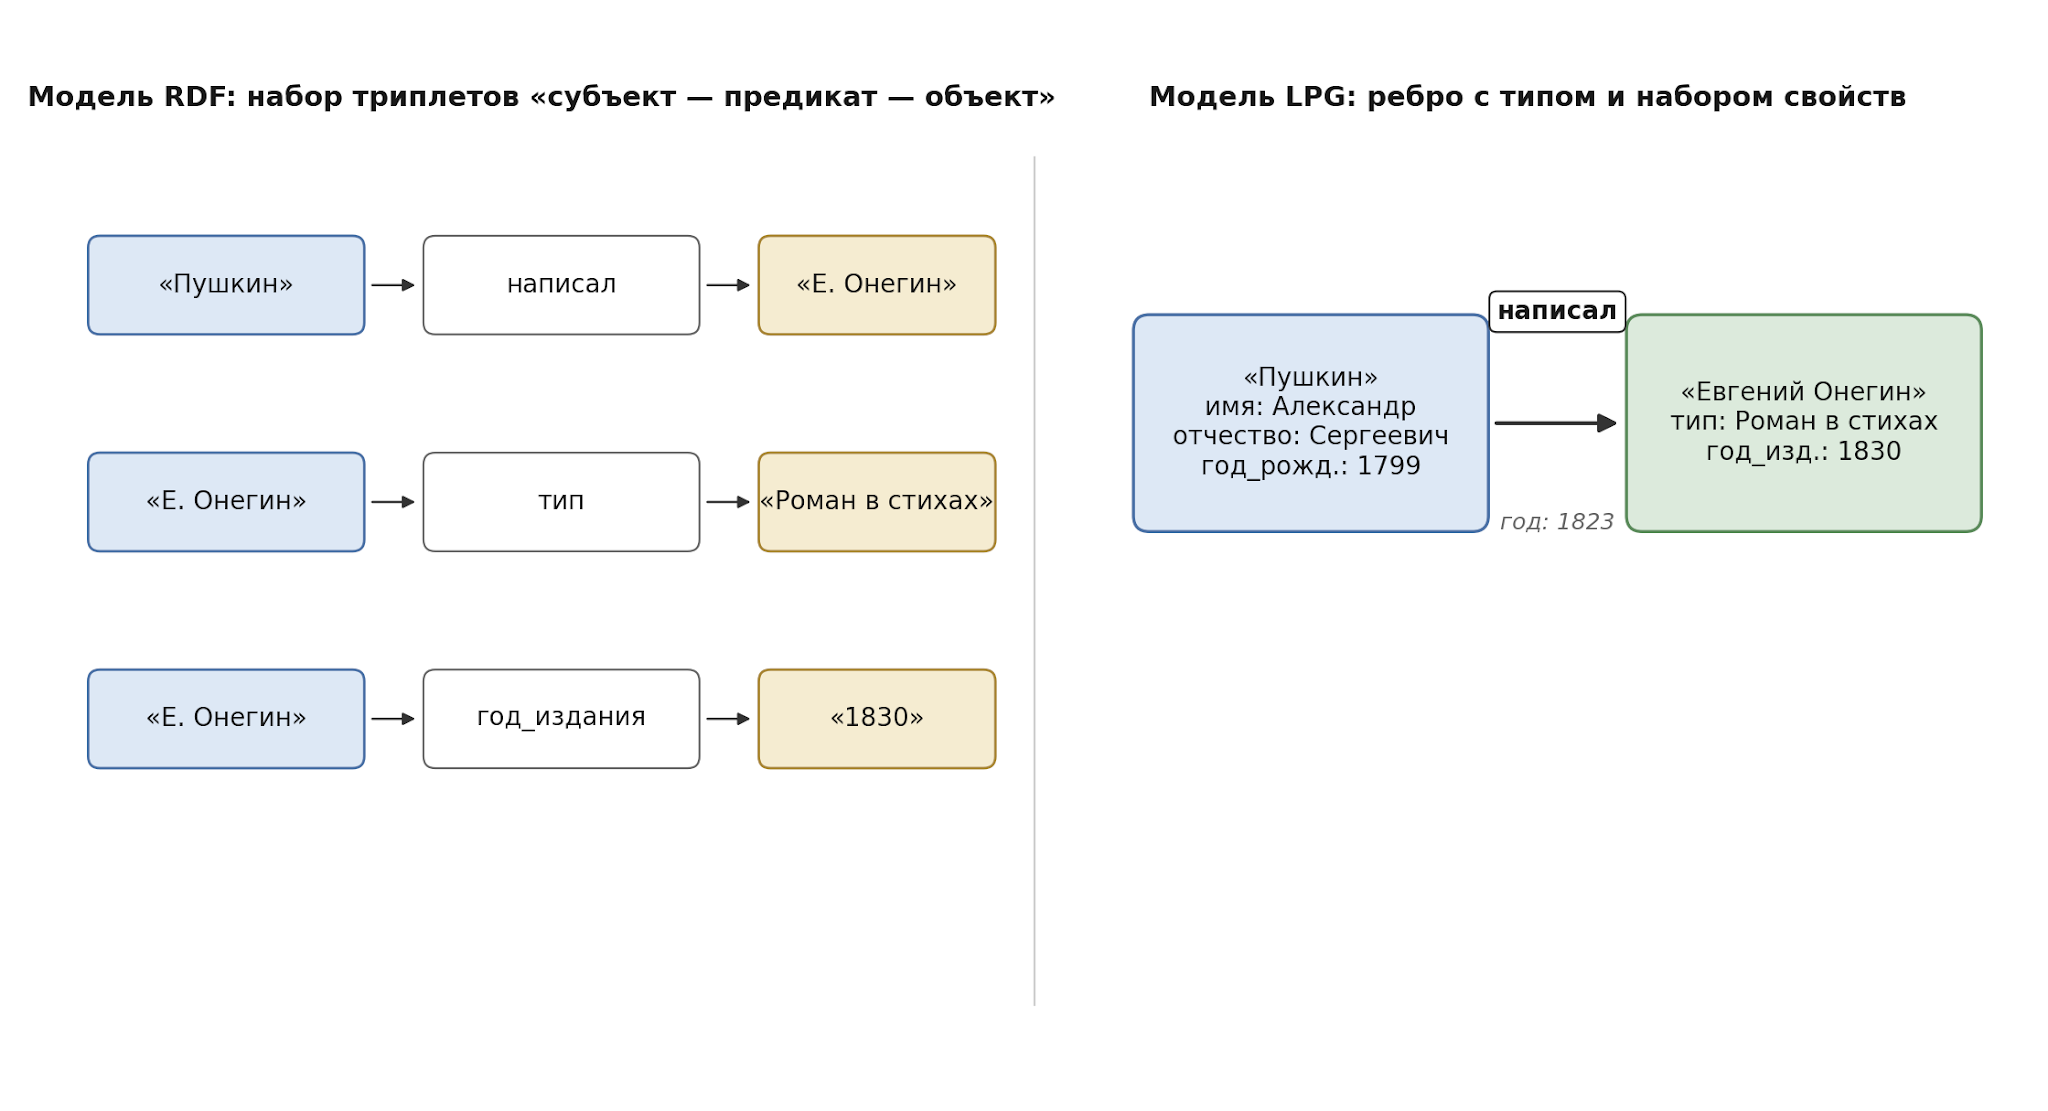 Модель RDF: набор триплетов «субъект — предикат — объект»
«Пушкин»
написал
«Е. Онегин»
«Е. Онегин»
тип
«Роман в стихах»
«Е. Онегин»
год_издания
«1830»
Модель LPG: ребро с типом и набором свойств
«Пушкин»
имя: Александр
отчество: Сергеевич
год_рожд.: 1799
написал
год: 1823
«Евгений Онегин»
тип: Роман в стихах
год_изд.: 1830